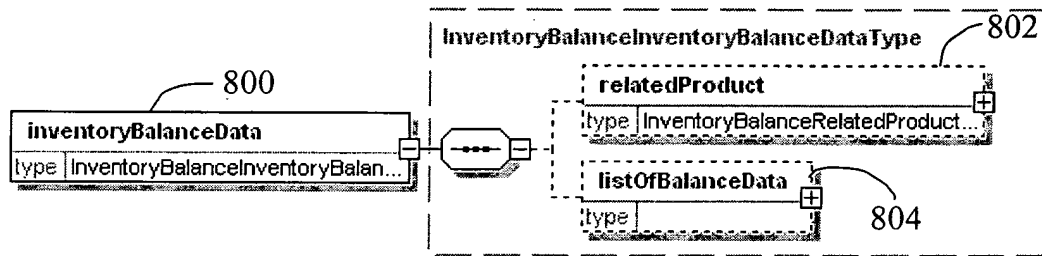 InventoryBalanceInventoryBalanceDataType
802
800
relatedProduct
type InventoryBalanceRelatedProduct...
inventoryBalanceData
type InventoryBalanceInventoryBalan...
listOfBalanceData
804
type